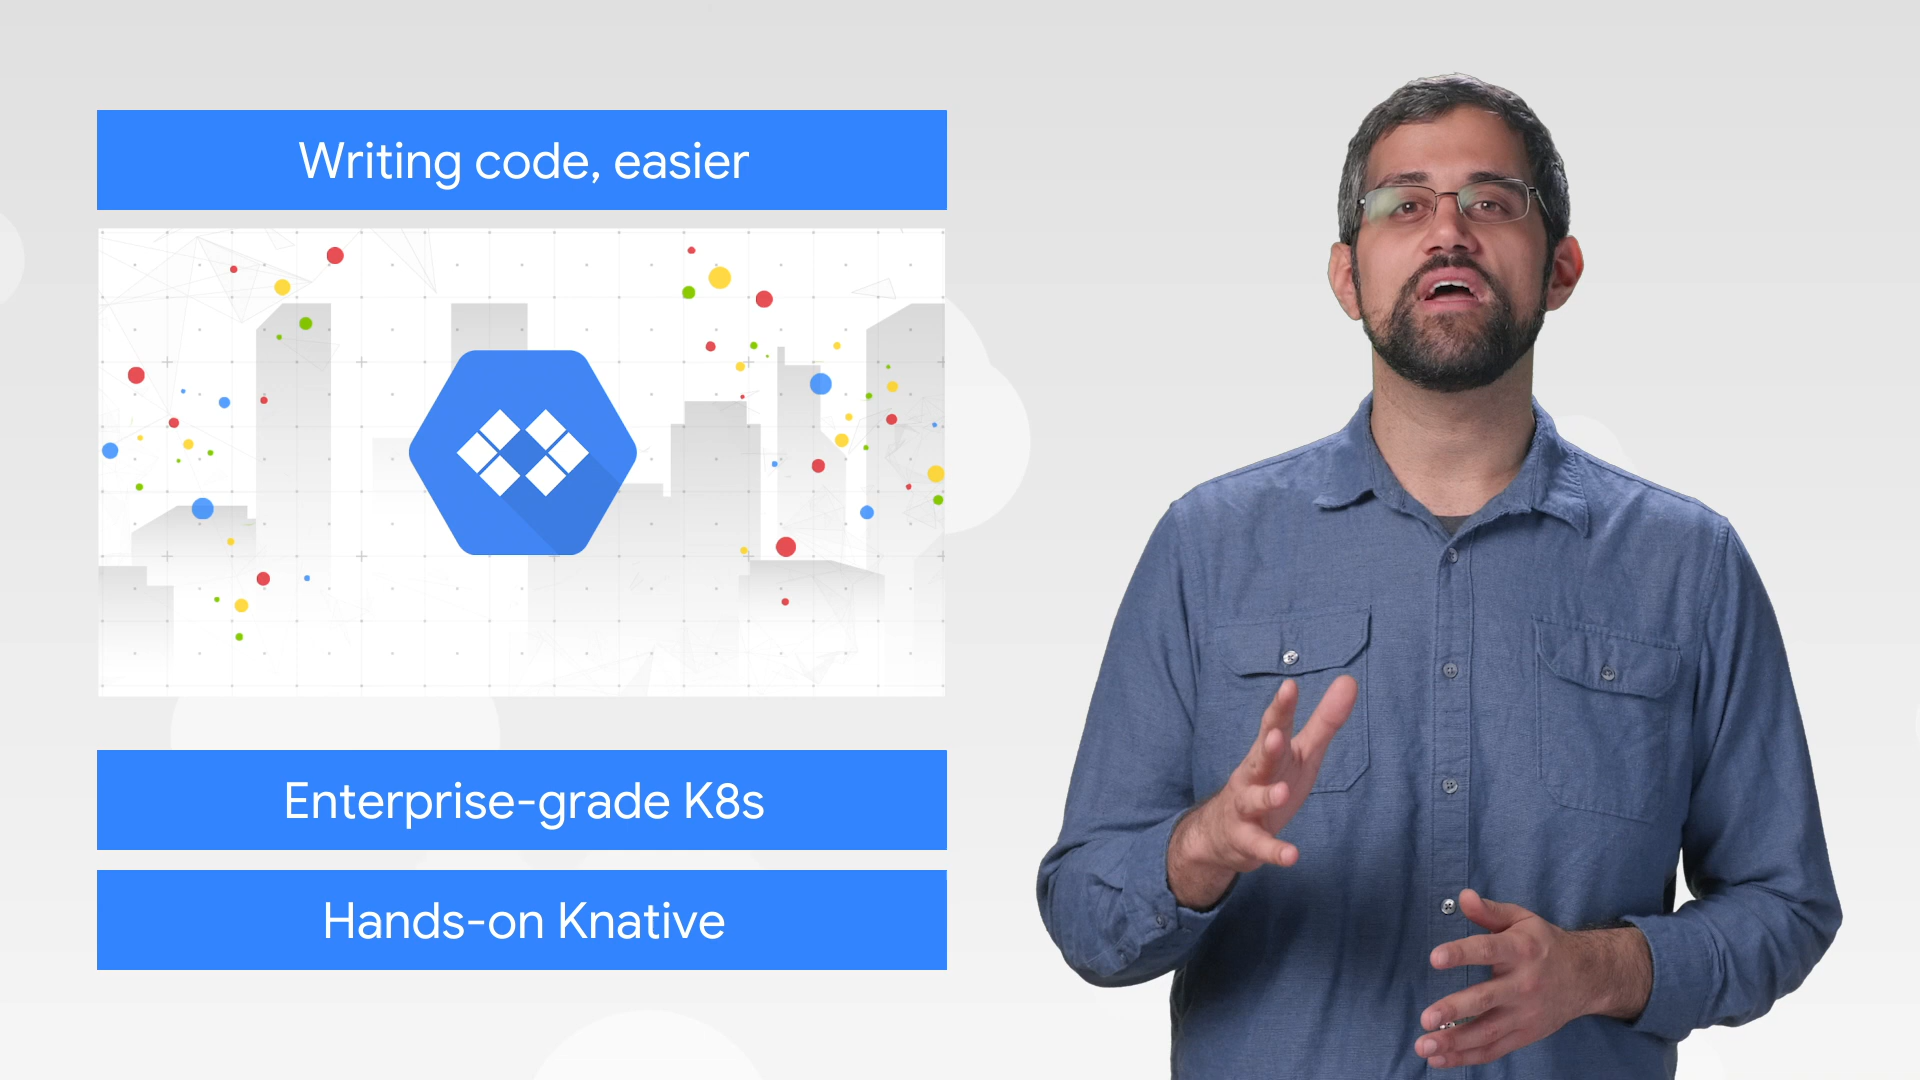 Writing code, easier
Enterprise-grade K8s
Hands-on Knative